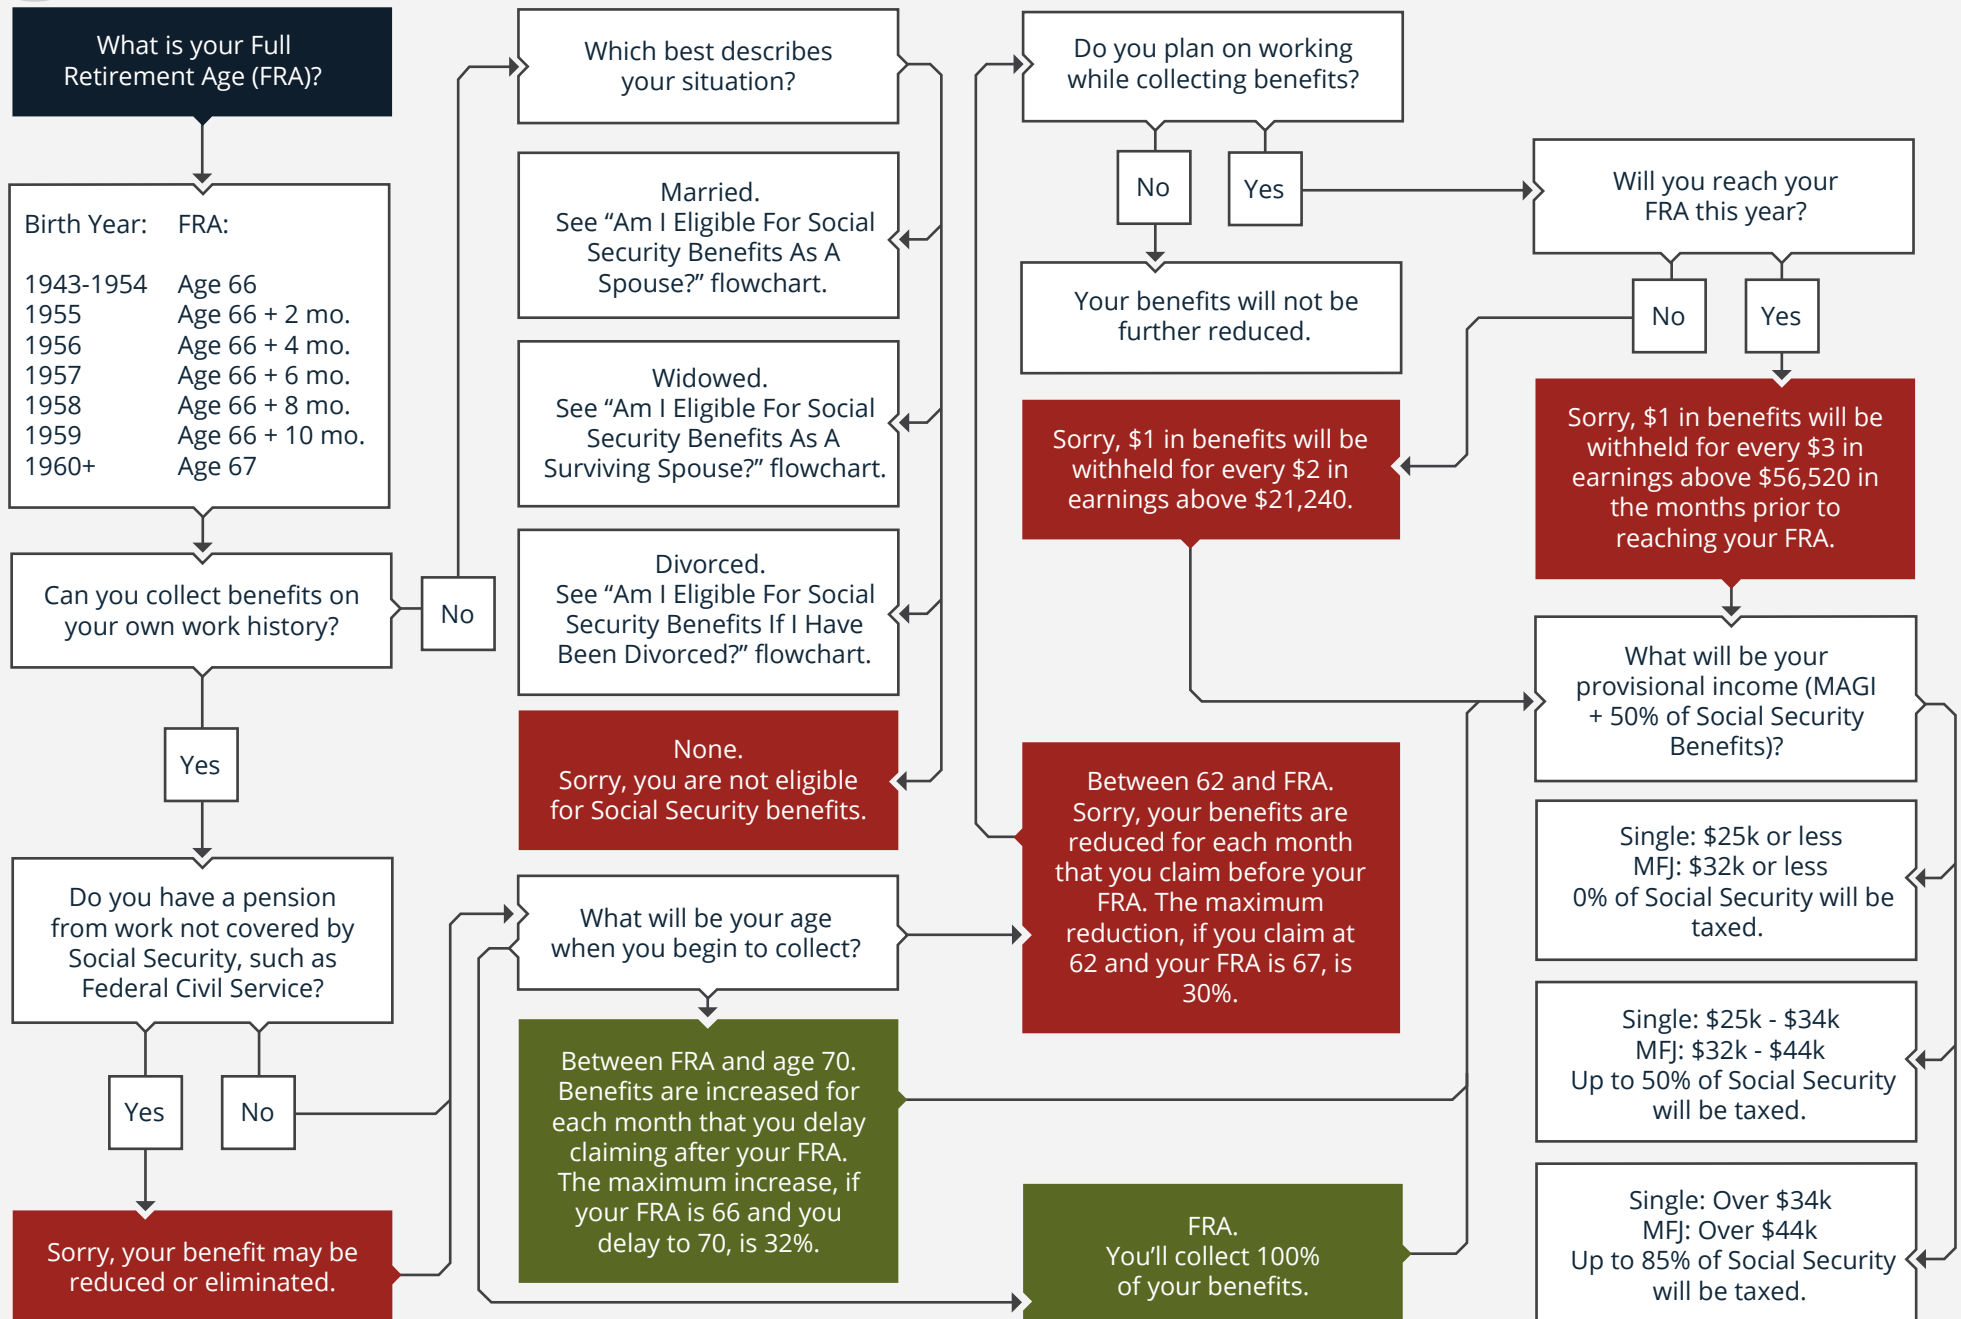 What is your Full
Retirement Age (FRA)?
Birth Year: FRA:
1943-1954 Age 66
1955 Age 66 + 2 mo.
1956 Age 66 + 4 mo.
1957 Age 66 + 6 mo.
1958 Age 66 + 8 mo.
1959 Age 66 + 10 mo.
1960+ Age 67
Can you collect benefits on
your own work history?
No
Yes
Do you have a pension
from work not covered by
Social Security, such as
Federal Civil Service?
Yes
No
Sorry, your benefit may be
reduced or eliminated.
Which best describes
your situation?
Married.
See “Am I Eligible For Social
Security Benefits As A
Spouse?” flowchart.
Widowed.
See “Am I Eligible For Social
Security Benefits As A
Surviving Spouse?” flowchart.
Divorced.
See “Am I Eligible For Social
Security Benefits If I Have
Been Divorced?” flowchart.
None.
Sorry, you are not eligible
for Social Security benefits.
What will be your age
when you begin to collect?
Between FRA and age 70.
Benefits are increased for
each month that you delay
claiming after your FRA.
The maximum increase, if
your FRA is 66 and you
delay to 70, is 32%.
Do you plan on working
while collecting benefits?
No
Yes
Your benefits will not be
further reduced.
Sorry, $1 in benefits will be
withheld for every $2 in
earnings above $21,240.
Between 62 and FRA.
Sorry, your benefits are
reduced for each month
that you claim before your
FRA. The maximum
reduction, if you claim at
62 and your FRA is 67, is
30%.
FRA.
You’ll collect 100%
of your benefits.
Will you reach your
FRA this year?
No
Yes
Sorry, $1 in benefits will be
withheld for every $3 in
earnings above $56,520 in
the months prior to
reaching your FRA.
What will be your
provisional income (MAGI
+ 50% of Social Security
Benefits)?
Single: $25k or less
MFJ: $32k or less
0% of Social Security will be
taxed.
Single: $25k - $34k
MFJ: $32k - $44k
Up to 50% of Social Security
will be taxed.
Single: Over $34k
MFJ: Over $44k
Up to 85% of Social Security
will be taxed.